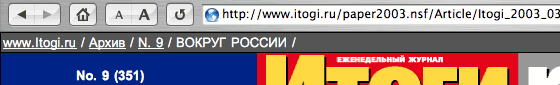 A A http://www.itogi.ru/paper2003.nsf/Article/Itogi_2003_03
www.Itogi.ru / Архив / N. 9 / ВОКРУГ РОССИИ /
ЕЖЕНЕДЕЛЬНЫЙ ЖУРНАЛ
No. 9 (351)
ИТОГИ